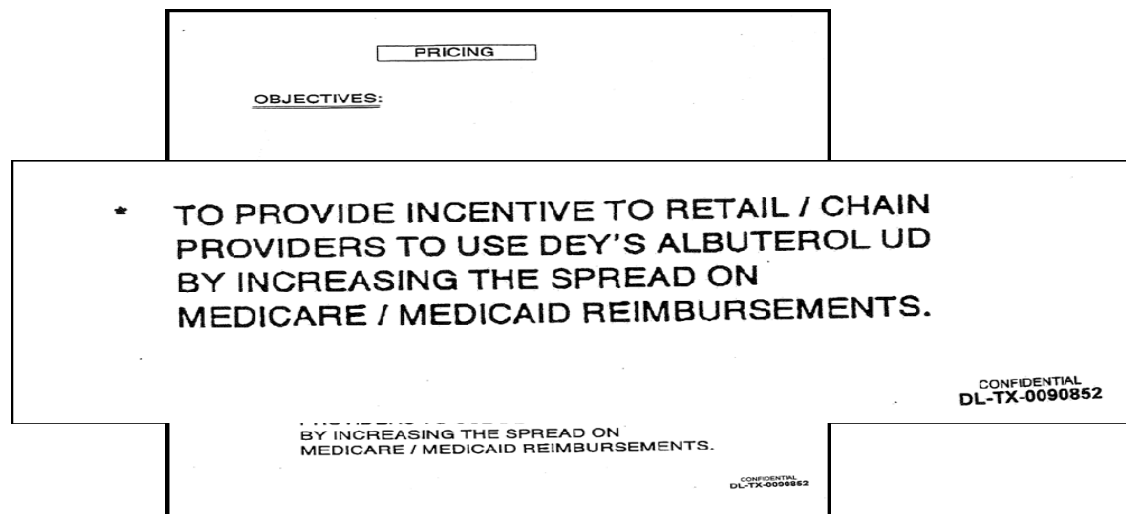 PRICING
OBJECTIVES:
* TO PROVIDE INCENTIVE TO RETAIL / CHAIN
PROVIDERS TO USE DEY'S ALBUTEROL UD
BY INCREASING THE SPREAD ON
MEDICARE / MEDICAID REIMBURSEMENTS.
CONFIDENTIAL
DL-TX-0090852
BY INCREASING THE SPREAD ON
MEDICARE / MEDICAID REIMBURSEMENTS.
CONFIDENTIAL
DL-TX-0090852